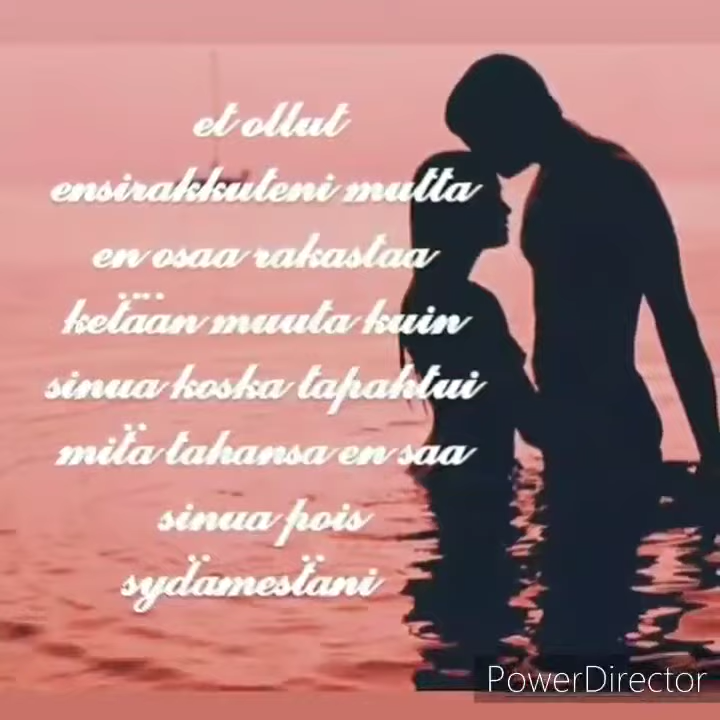 et ollut
ensirakkuteni mutta
en osaa rakastaa
ketään muuta kuin
sinua koska tapahtui
mitä tahansa en saa
sinua pois
sydämestäni
PowerDirector